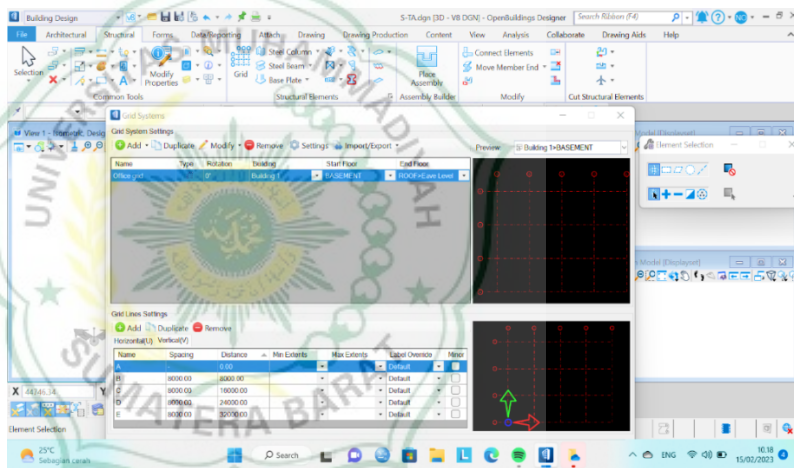 Building Design
S-TA.dgn [3D - V8 DGN] - OpenBuildings Designer
Search Ribbon (F4)
File Architectural Structural Forms Data/Reporting Attach Drawing Drawing Production Content View Analysis Collaborate Drawing Aids Help
Selection
Modify Properties
Grid
Steel Column
Steel Beam
Base Plate
Place Assembly
Connect Elements
Move Member End
Common Tools Structural Elements Assembly Builder Modify Cut Structural Elements
View 1 - Isometric, Desig
Grid Systems
Grid System Settings
Add Duplicate Modify Remove Settings Import/Export
Preview Building 1>BASEMENT
Name Type Rotation Building Start Floor End Floor
Office grid 0° Building 1 BASEMENT ROOF+Eave Level
Element Selection
Model [Displayset]
Grid Lines Settings
Add Duplicate Remove
Horizontal(U) Vertical(V)
Name Spacing Distance Min Extents Max Extents Label Override Minor
A 0.00 Default
B 8000.00 8000.00 Default
C 8000.00 16000.00 Default
D 8000.00 24000.00 Default
E 8000.00 32000.00 Default
X
Y
Element Selection
25°C
Sebagian cerah
Search
ENG
10.18
15/02/2023
UNIVERSITAS MUHAMMADIYAH
SUMATERA BARAT